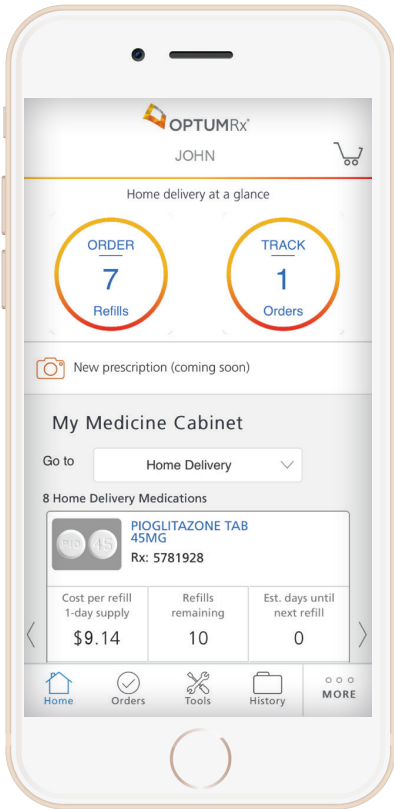 OPTUMRx®
JOHN
Home delivery at a glance
ORDER
7
Refills
TRACK
1
Orders
New prescription (coming soon)
My Medicine Cabinet
Go to
Home Delivery
8 Home Delivery Medications
PIO 45
PIOGLITAZONE TAB
45MG
Rx: 5781928
Cost per refill
1-day supply
$9.14
Refills
remaining
10
Est. days until
next refill
0
Home
Orders
Tools
History
MORE